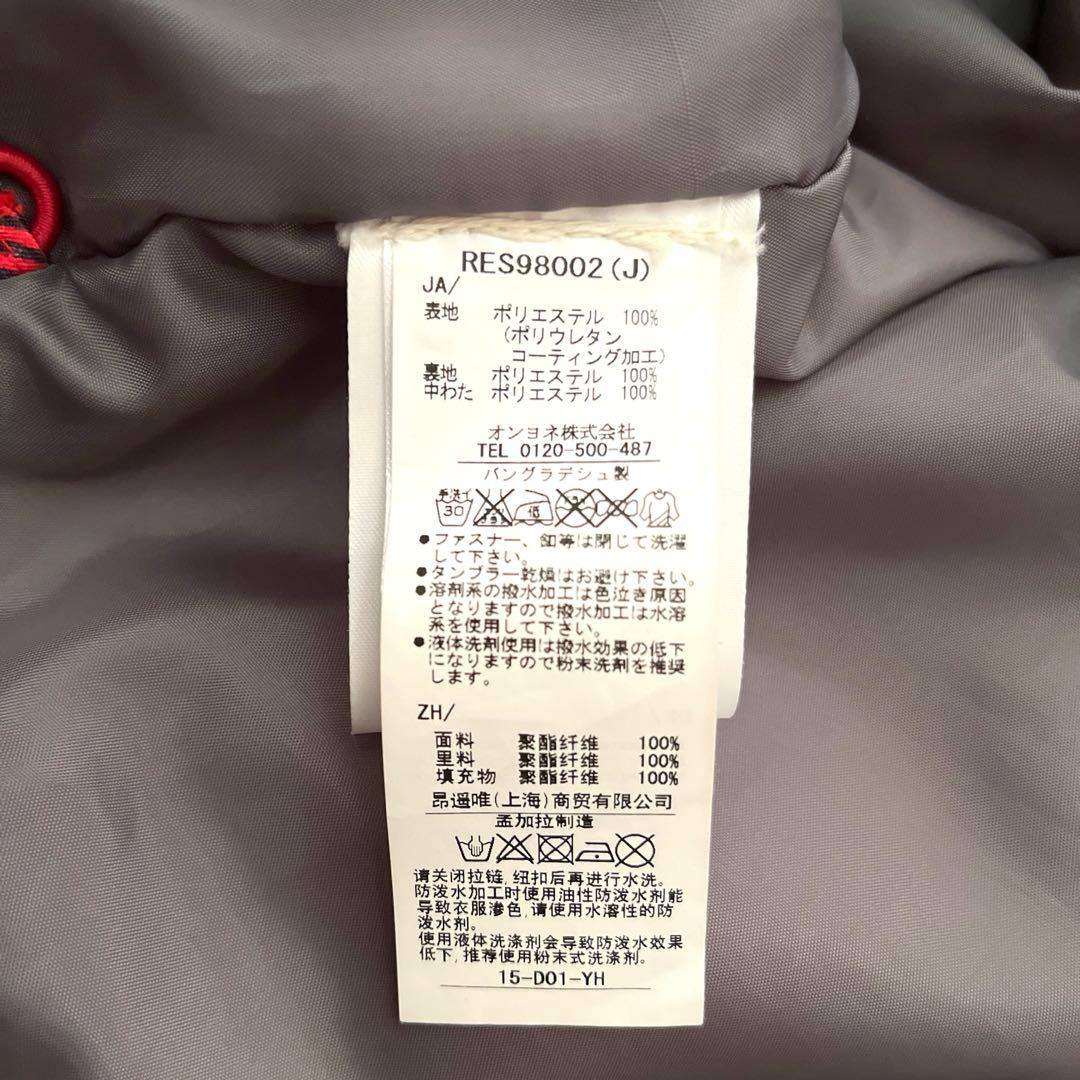 RES98002(J)
JA/
表地 ポリエステル 100%
(ポリウレタン
コーティング加工)
裏地 ポリエステル 100%
中わた ポリエステル 100%
オンヨネ株式会社
TEL 0120-500-487
バングラデシュ製
手洗イ
30
低
●ファスナー、釦等は閉じて洗濯
して下さい。
●タンブラー乾燥はお避け下さい。
●溶剤系の撥水加工は色泣き原因
となりますので撥水加工は水溶
系を使用して下さい。
●液体洗剤使用は撥水効果の低下
になりますので粉末洗剤を推奨
します。
ZH/
面料 聚酯纤维 100%
里料 聚酯纤维 100%
填充物 聚酯纤维 100%
昂遥唯(上海)商贸有限公司
孟加拉制造
请关闭拉链,纽扣后再进行水洗。
防泼水加工时使用油性防泼水剂能
导致衣服渗色,请使用水溶性的防
泼水剂。
使用液体洗涤剂会导致防泼水效果
低下,推荐使用粉末式洗涤剂。
15-D01-YH